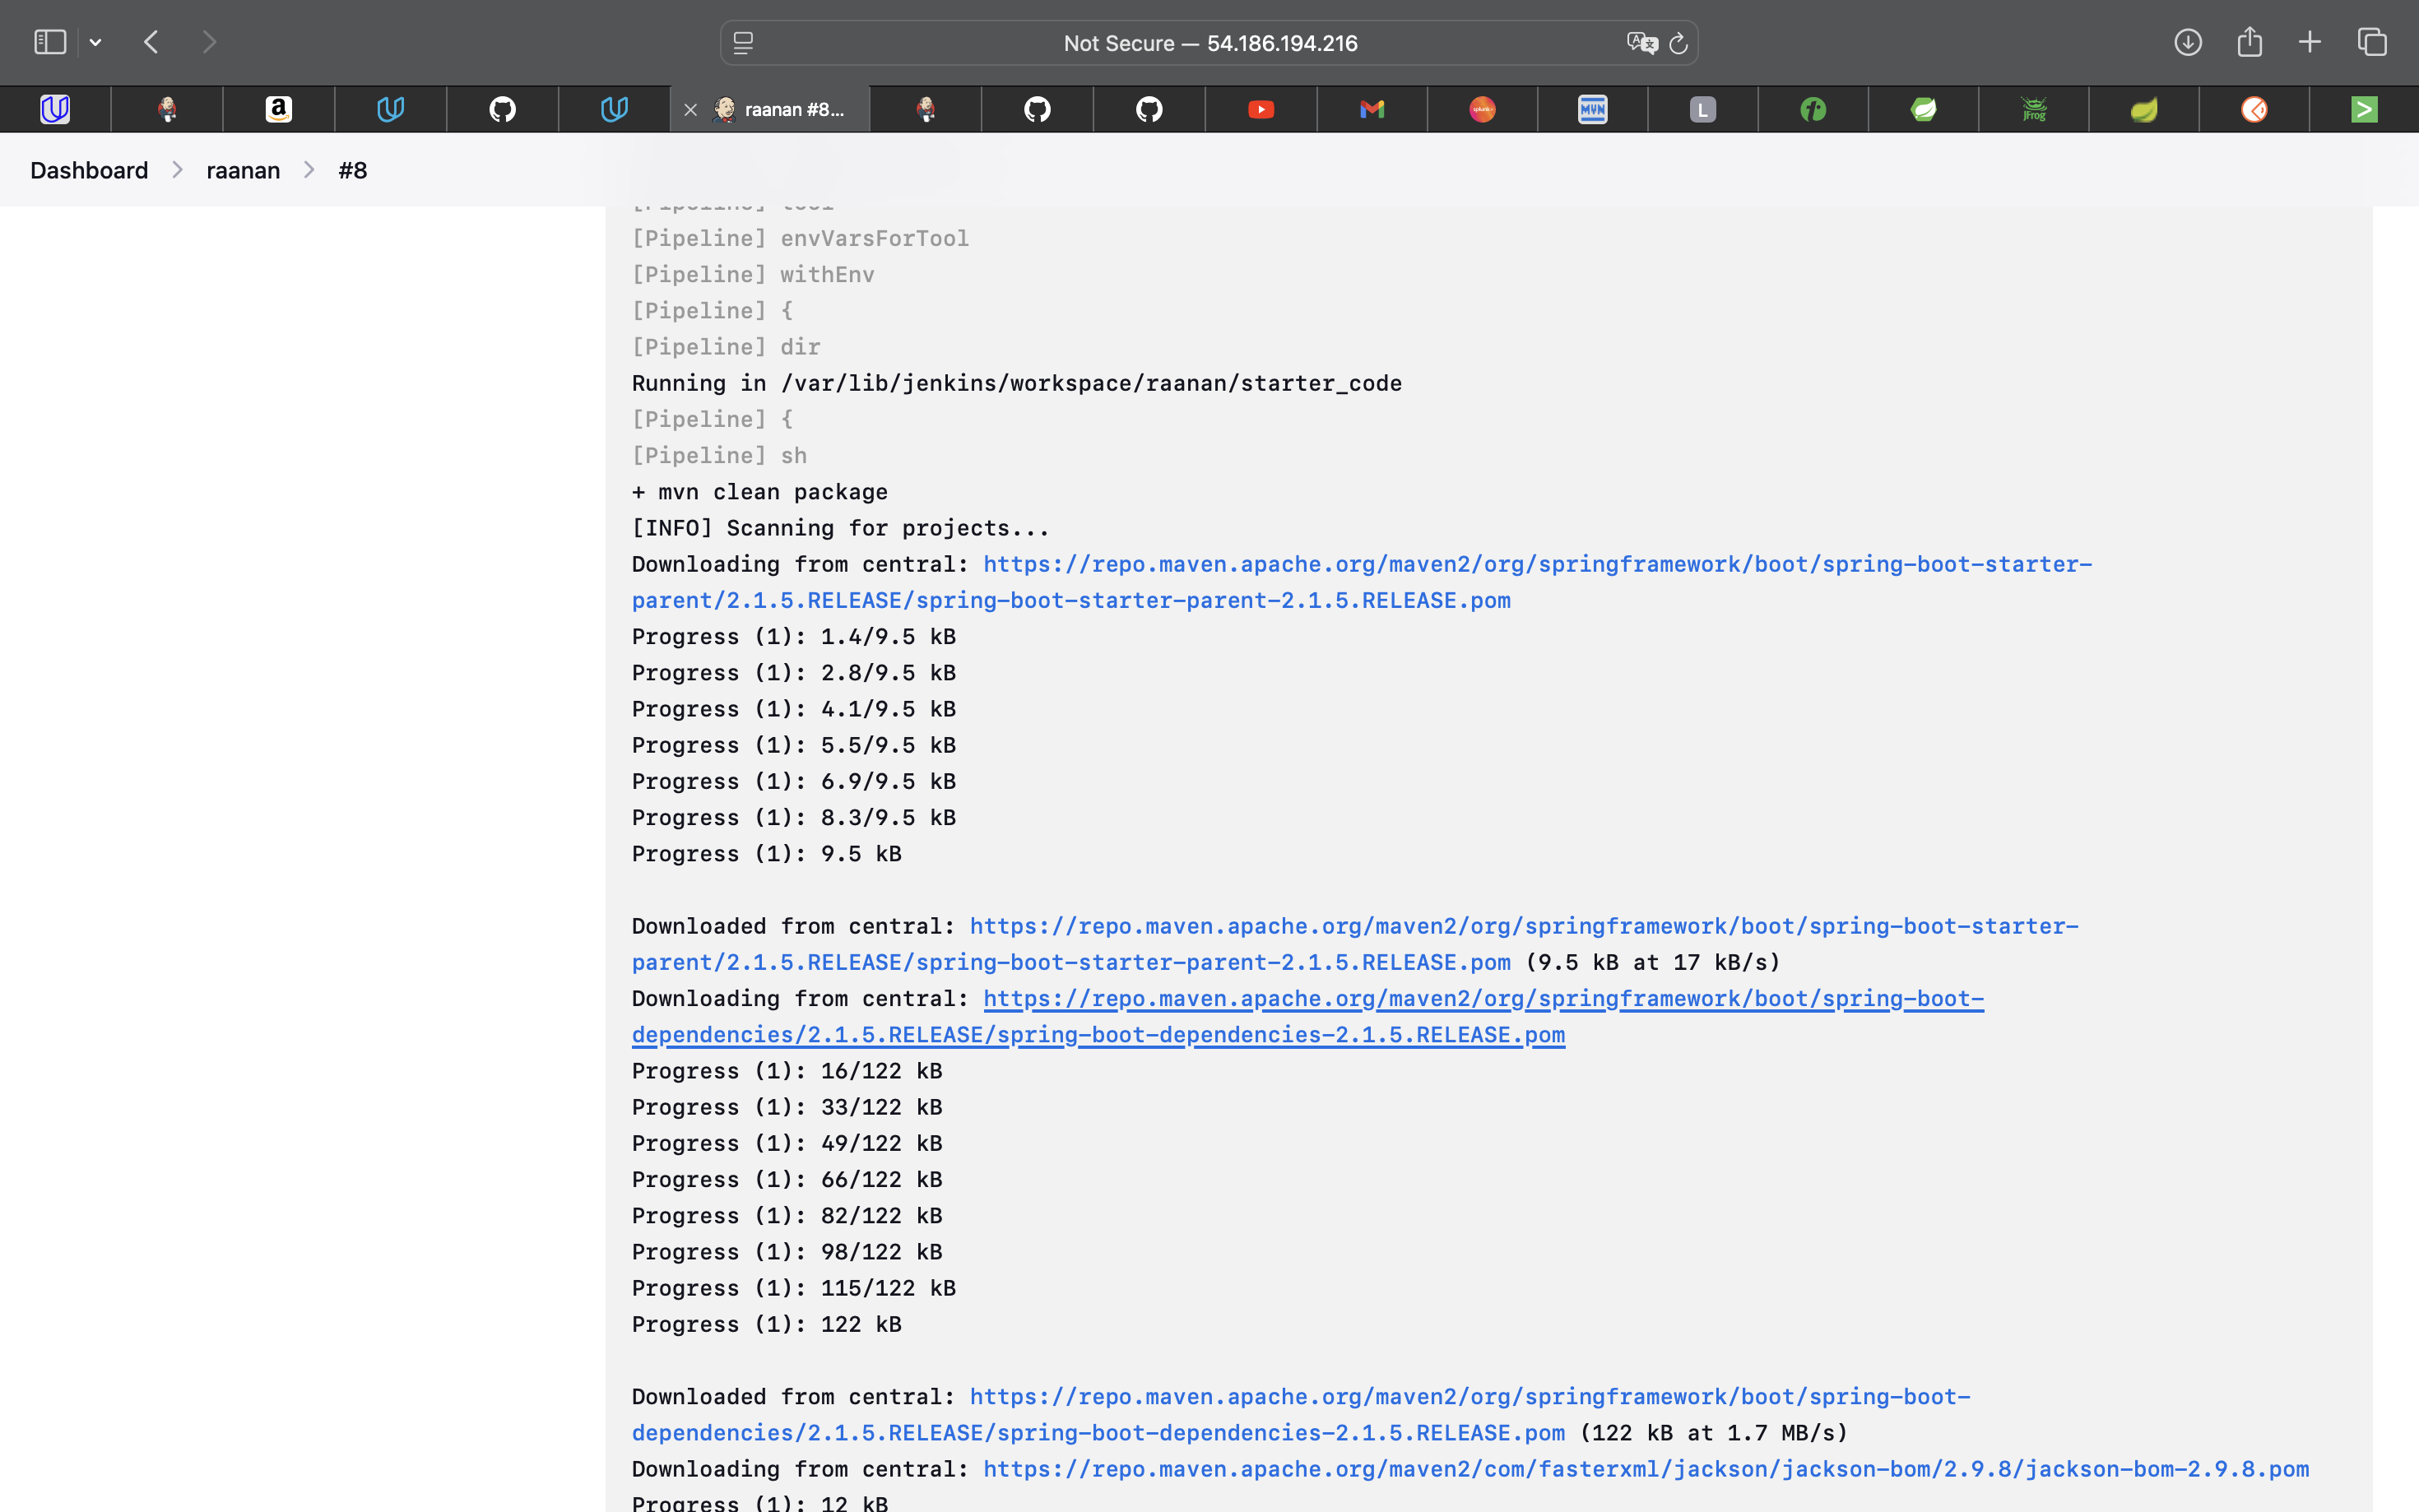 Not Secure — 54.186.194.216
a
raanan #8...
splunk>
MVN
L
JFrog
Dashboard > raanan > #8
[Pipeline] tool
[Pipeline] envVarsForTool
[Pipeline] withEnv
[Pipeline] {
[Pipeline] dir
Running in /var/lib/jenkins/workspace/raanan/starter_code
[Pipeline] {
[Pipeline] sh
+ mvn clean package
[INFO] Scanning for projects...
Downloading from central: https://repo.maven.apache.org/maven2/org/springframework/boot/spring-boot-starter-
parent/2.1.5.RELEASE/spring-boot-starter-parent-2.1.5.RELEASE.pom
Progress (1): 1.4/9.5 kB
Progress (1): 2.8/9.5 kB
Progress (1): 4.1/9.5 kB
Progress (1): 5.5/9.5 kB
Progress (1): 6.9/9.5 kB
Progress (1): 8.3/9.5 kB
Progress (1): 9.5 kB
Downloaded from central: https://repo.maven.apache.org/maven2/org/springframework/boot/spring-boot-starter-
parent/2.1.5.RELEASE/spring-boot-starter-parent-2.1.5.RELEASE.pom (9.5 kB at 17 kB/s)
Downloading from central: https://repo.maven.apache.org/maven2/org/springframework/boot/spring-boot-
dependencies/2.1.5.RELEASE/spring-boot-dependencies-2.1.5.RELEASE.pom
Progress (1): 16/122 kB
Progress (1): 33/122 kB
Progress (1): 49/122 kB
Progress (1): 66/122 kB
Progress (1): 82/122 kB
Progress (1): 98/122 kB
Progress (1): 115/122 kB
Progress (1): 122 kB
Downloaded from central: https://repo.maven.apache.org/maven2/org/springframework/boot/spring-boot-
dependencies/2.1.5.RELEASE/spring-boot-dependencies-2.1.5.RELEASE.pom (122 kB at 1.7 MB/s)
Downloading from central: https://repo.maven.apache.org/maven2/com/fasterxml/jackson/jackson-bom/2.9.8/jackson-bom-2.9.8.pom
Progress (1): 12 kB